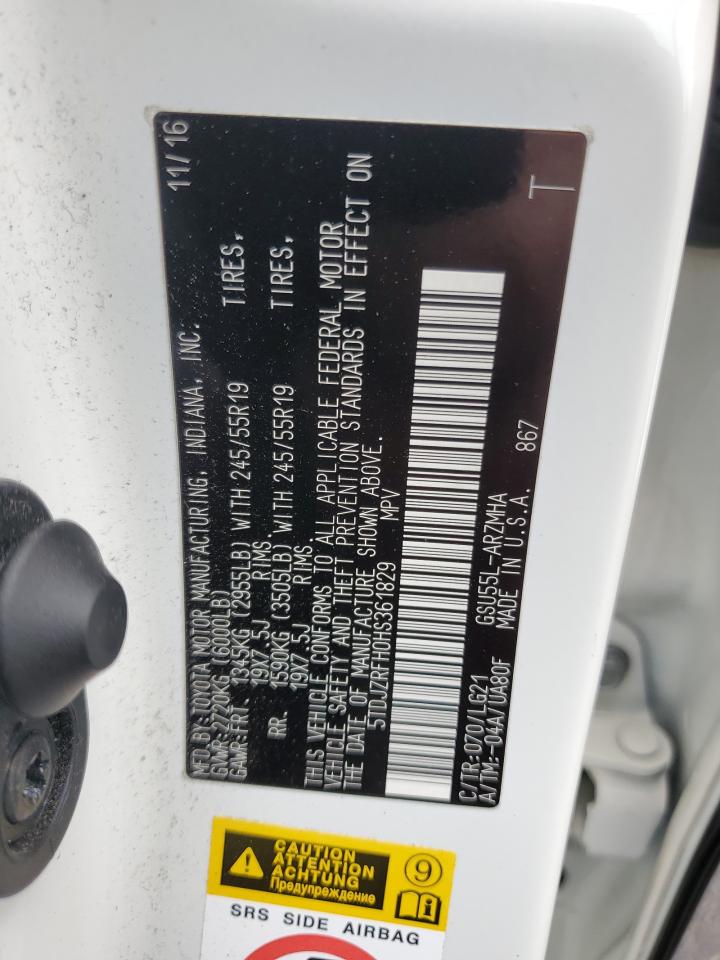 MFD.BY:TOYOTA MOTOR MANUFACTURING, INDIANA, INC. 11/16
GVWR:2720KG (6000LB)
GAWR:FRT. 1345KG (2955LB) WITH 245/55R19 TIRES,
19X7.5J RIMS.
RR. 1590KG (3505LB) WITH 245/55R19 TIRES,
19X7.5J RIMS.
THIS VEHICLE CONFORMS TO ALL APPLICABLE FEDERAL MOTOR
VEHICLE SAFETY AND THEFT PREVENTION STANDARDS IN EFFECT ON
THE DATE OF MANUFACTURE SHOWN ABOVE.
5TDJZRFH0HS361829 MPV
C/TR:070/LG21 GSU55L-ARZMHA
A/TM:-04A/UA80F MADE IN U.S.A. 867
T
CAUTION
ATTENTION
ACHTUNG
Предупреждение
9
i
SRS SIDE AIRBAG